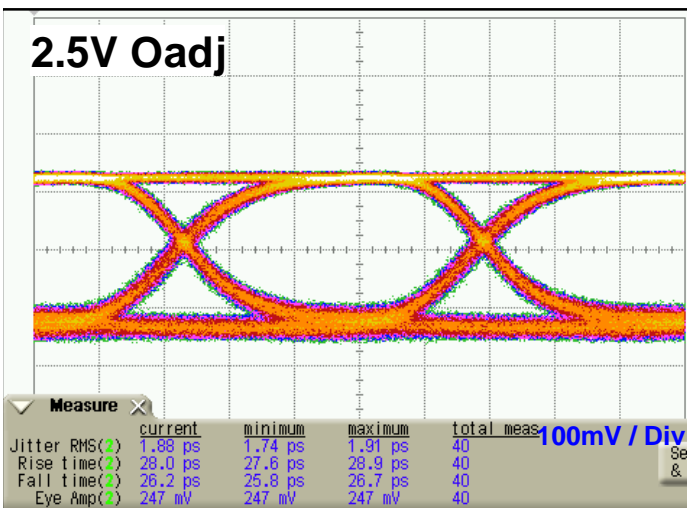 2.5V Oadj
Measure
current minimum maximum total meas
Jitter RMS(2) 1.88 ps 1.74 ps 1.91 ps 40
Rise time(2) 28.0 ps 27.6 ps 28.9 ps 40
Fall time(2) 26.2 ps 25.8 ps 26.7 ps 40
Eye Amp(2) 247 mV 247 mV 247 mV 40
100mV / Div
Se
&